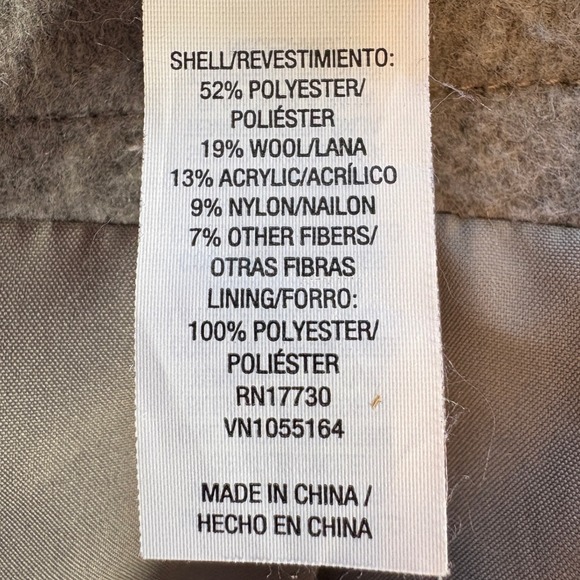 SHELL/REVESTIMIENTO:
52% POLYESTER/
POLIÉSTER
19% WOOL/LANA
13% ACRYLIC/ACRÍLICO
9% NYLON/NAILON
7% OTHER FIBERS/
OTRAS FIBRAS
LINING/FORRO:
100% POLYESTER/
POLIÉSTER
RN17730
VN1055164
MADE IN CHINA /
HECHO EN CHINA